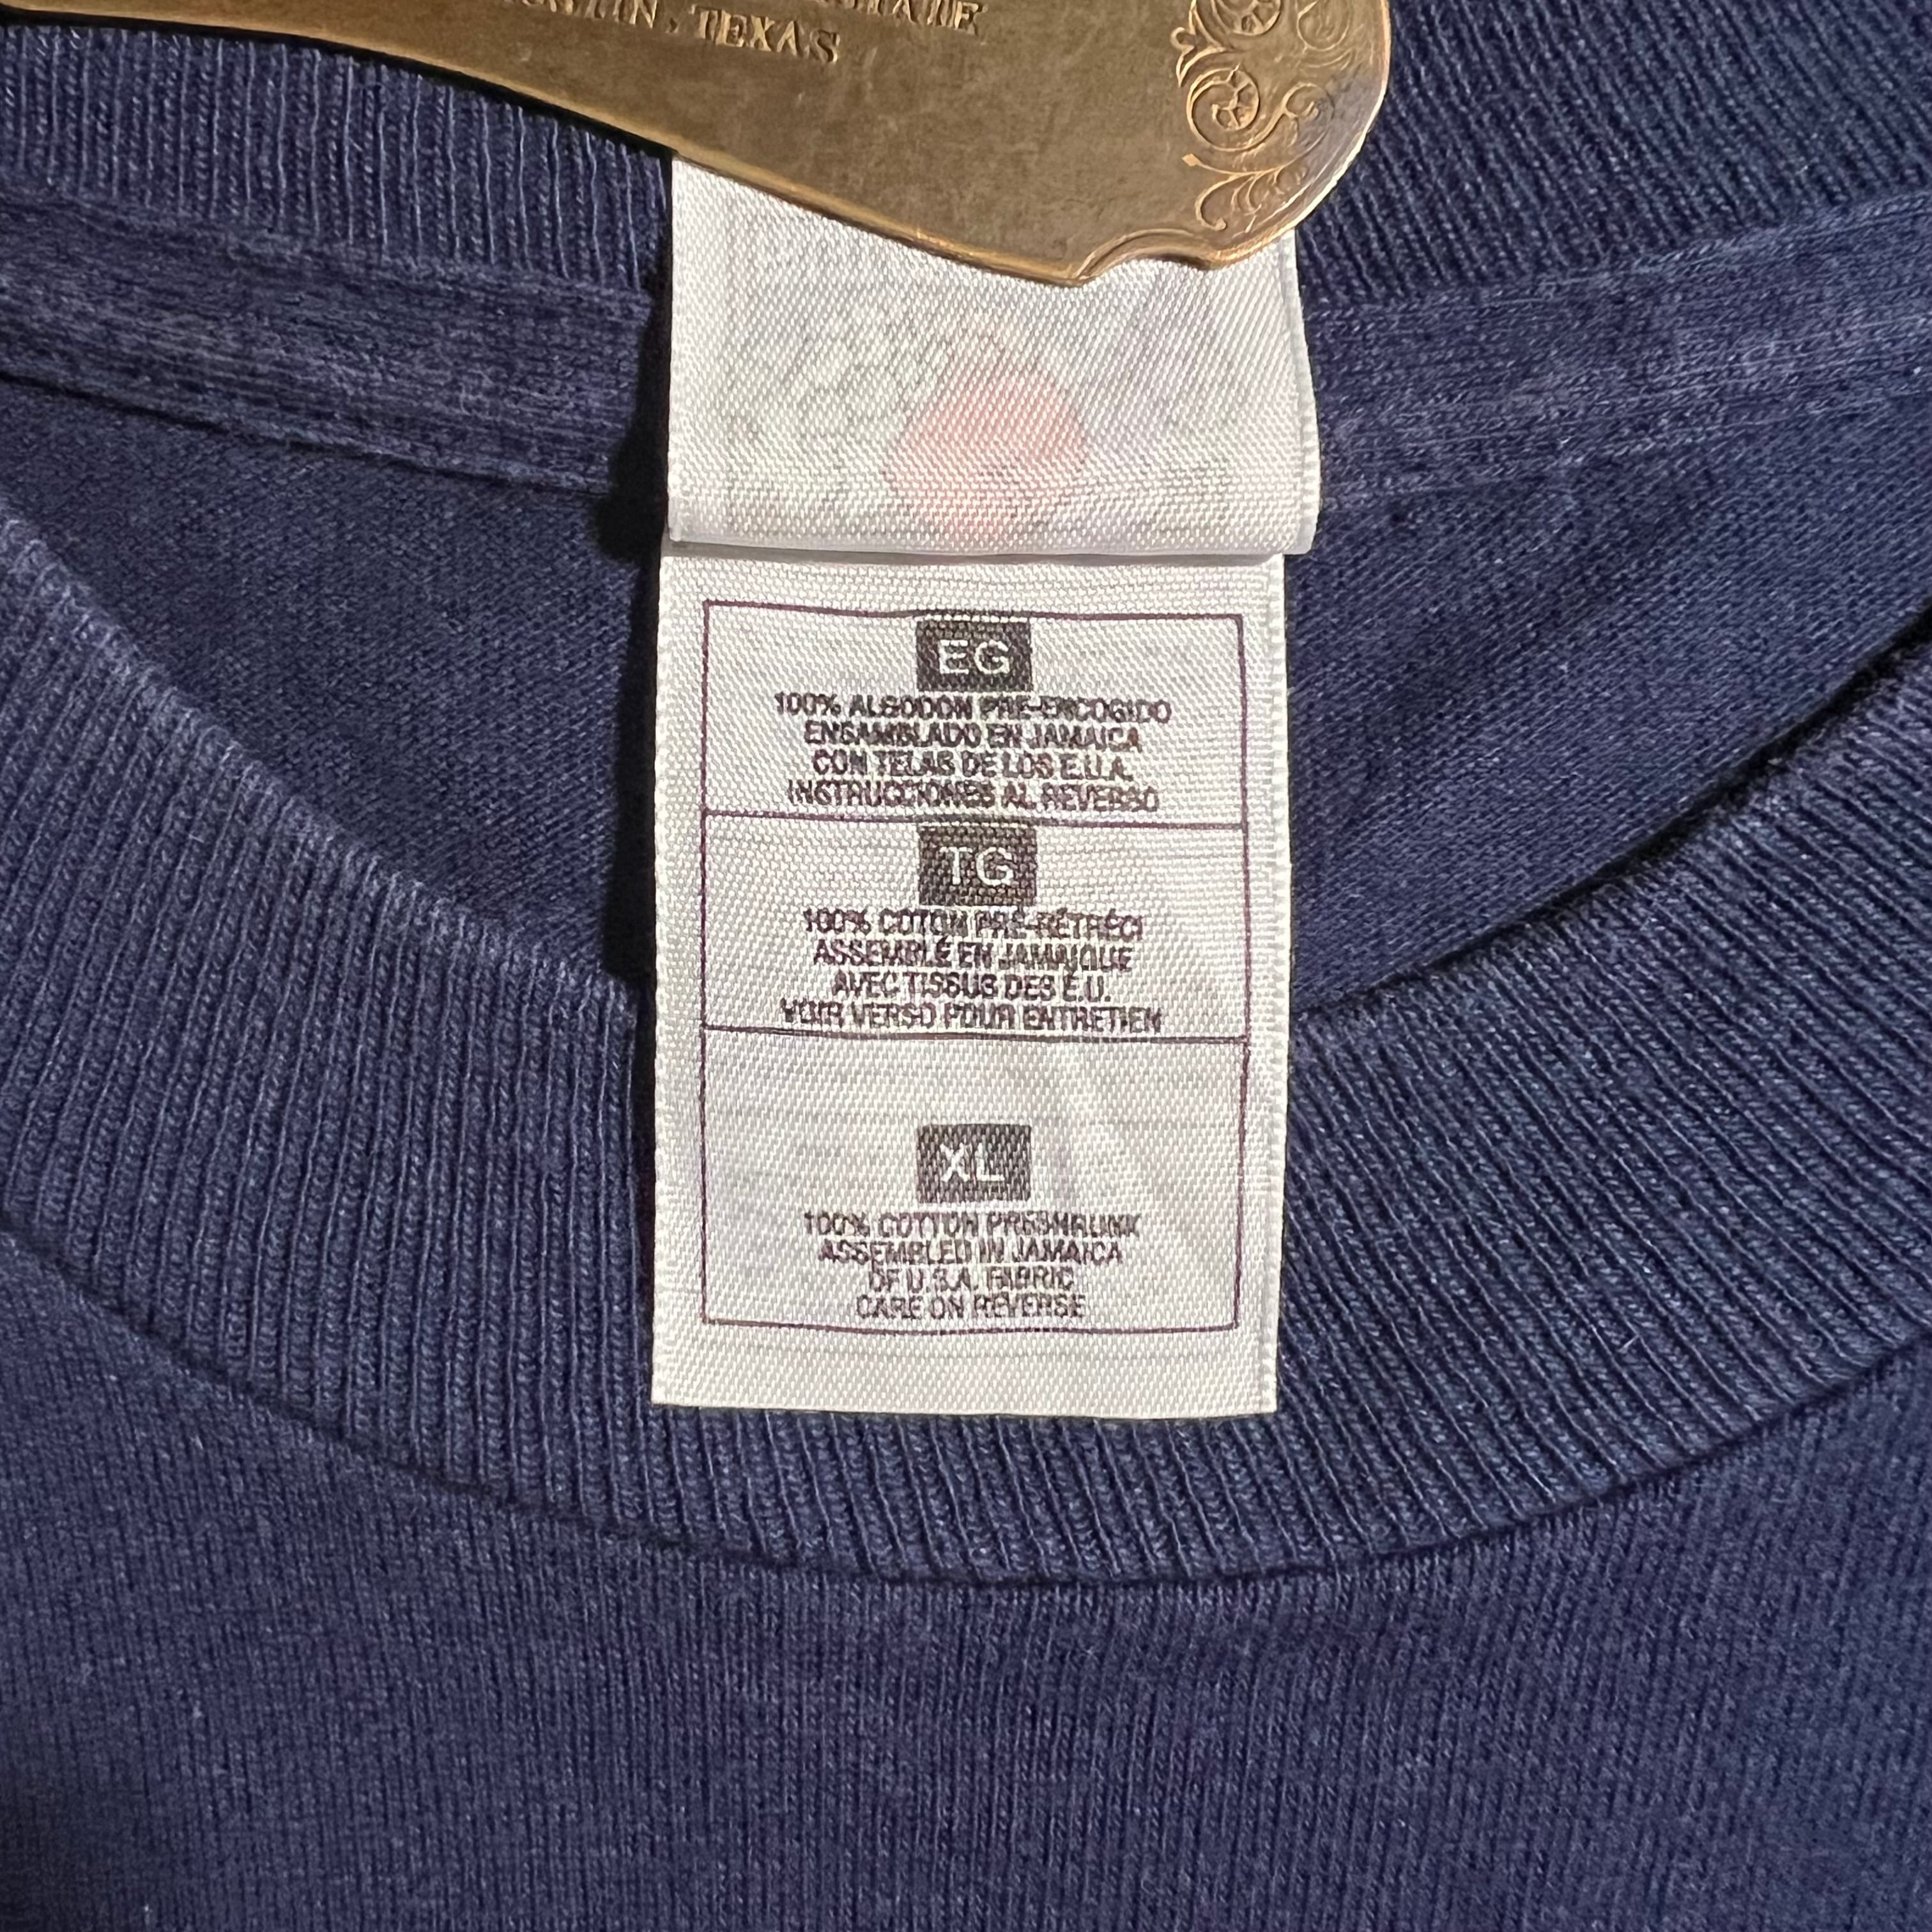 TEXAS
EG
100% ALGODON PRE-ENCOGIDO
ENSAMBLADO EN JAMAICA
CON TELAS DE LOS E.U.A.
INSTRUCCIONES AL REVERSO
TG
100% COTON PRÉ-RÉTRÉCI
ASSEMBLÉ EN JAMAIQUE
AVEC TISSUS DES É.U.
VOIR VERSO POUR ENTRETIEN
XL
100% COTTON PRESHRUNK
ASSEMBLED IN JAMAICA
OF U.S.A. FABRIC
CARE ON REVERSE